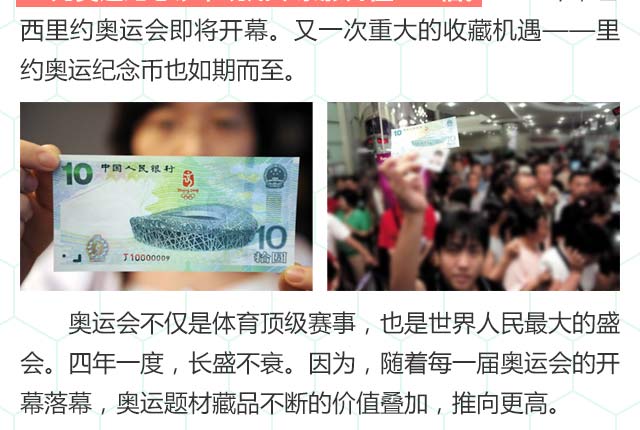 西里约奥运会即将开幕。又一次重大的收藏机遇——里
约奥运纪念币也如期而至。
10
中国人民银行
Beijing 2008
10
拾圆
J10000009
10
奥运会不仅是体育顶级赛事，也是世界人民最大的盛
会。四年一度，长盛不衰。因为，随着每一届奥运会的开
幕落幕，奥运题材藏品不断的价值叠加，推向更高。